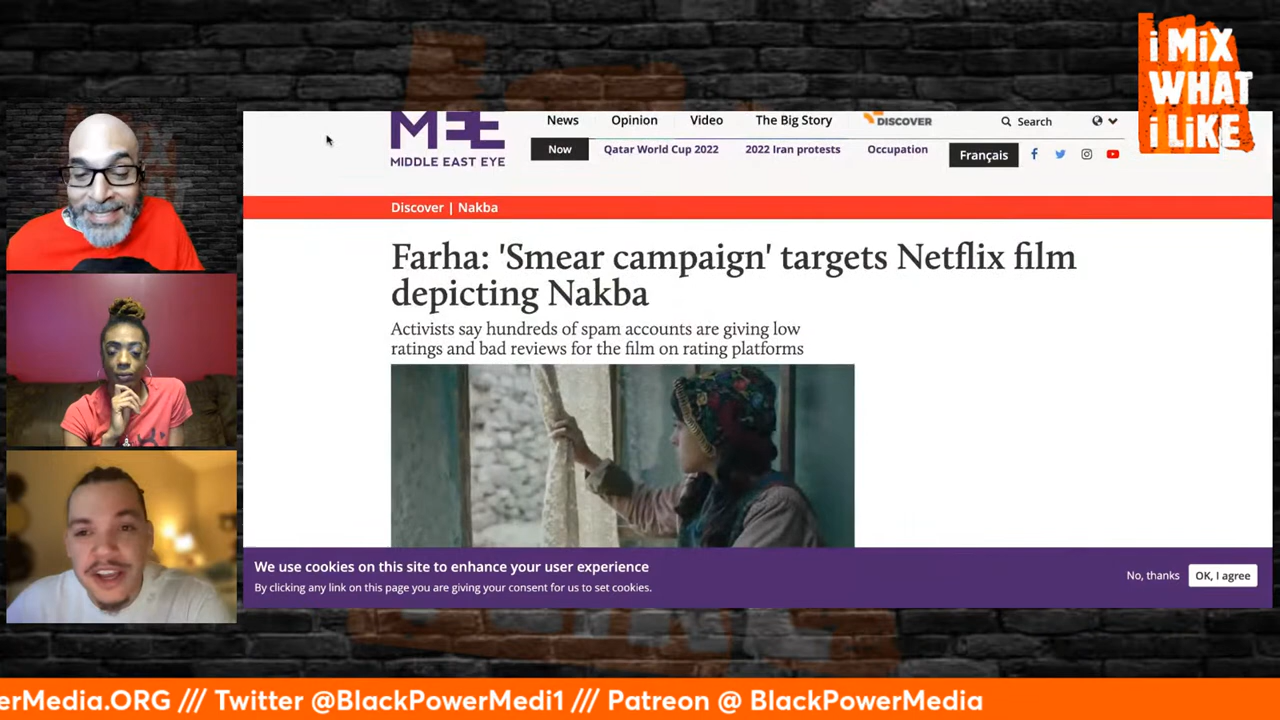 i MiX
WHAT
i LiKE
MEE
MIDDLE EAST EYE
News Opinion Video The Big Story DISCOVER Search
Now Qatar World Cup 2022 2022 Iran protests Occupation Français
Discover | Nakba
Farha: 'Smear campaign' targets Netflix film
depicting Nakba
Activists say hundreds of spam accounts are giving low
ratings and bad reviews for the film on rating platforms
We use cookies on this site to enhance your user experience
By clicking any link on this page you are giving your consent for us to set cookies.
No, thanks OK, I agree
erMedia.ORG /// Twitter @BlackPowerMedi1 /// Patreon @ BlackPowerMedia